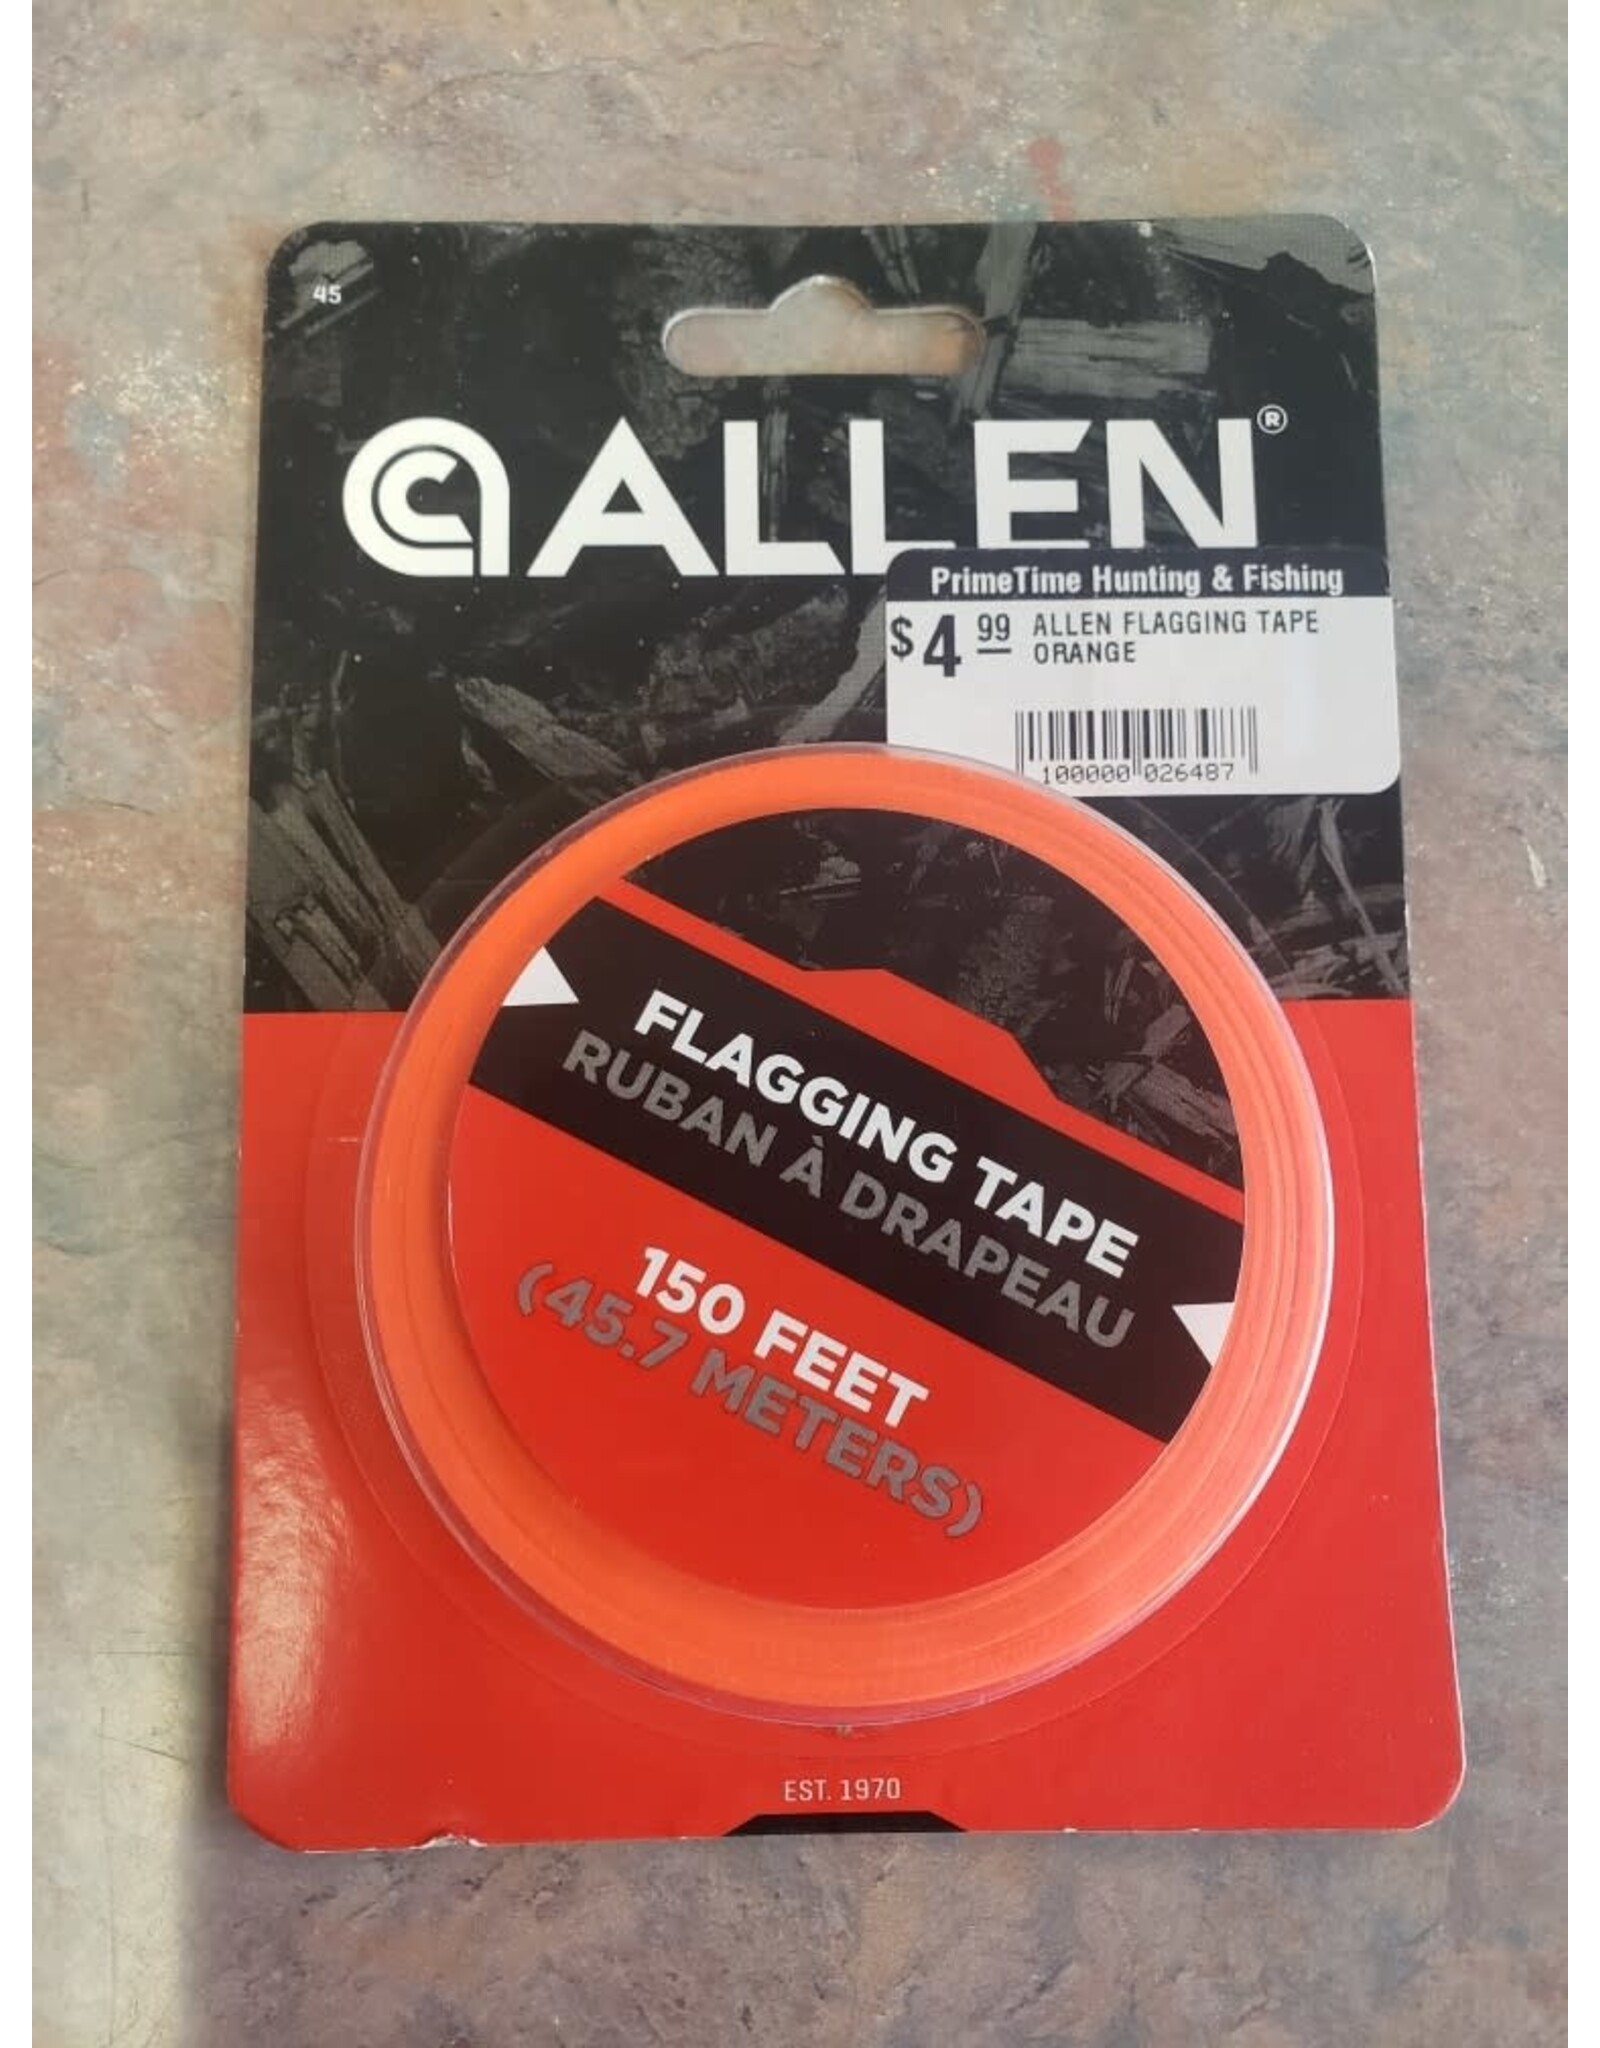 45
ALLEN®
PrimeTime Hunting & Fishing
$4 99 ALLEN FLAGGING TAPE
ORANGE
100000 026487
FLAGGING TAPE
RUBAN À DRAPEAU
150 FEET
(45.7 METERS)
EST. 1970